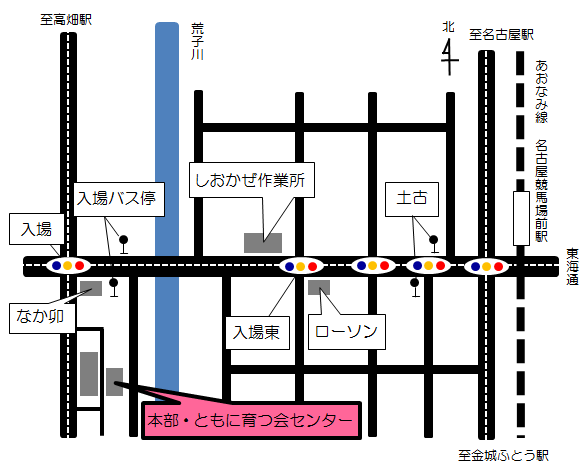 至高畑駅
荒子川
北
至名古屋駅
あおなみ線
名古屋競馬場前駅
しおかぜ作業所
入場バス停
土古
入場
東海通
なか卯
入場東
ローソン
本部・ともに育つ会センター
至金城ふとう駅